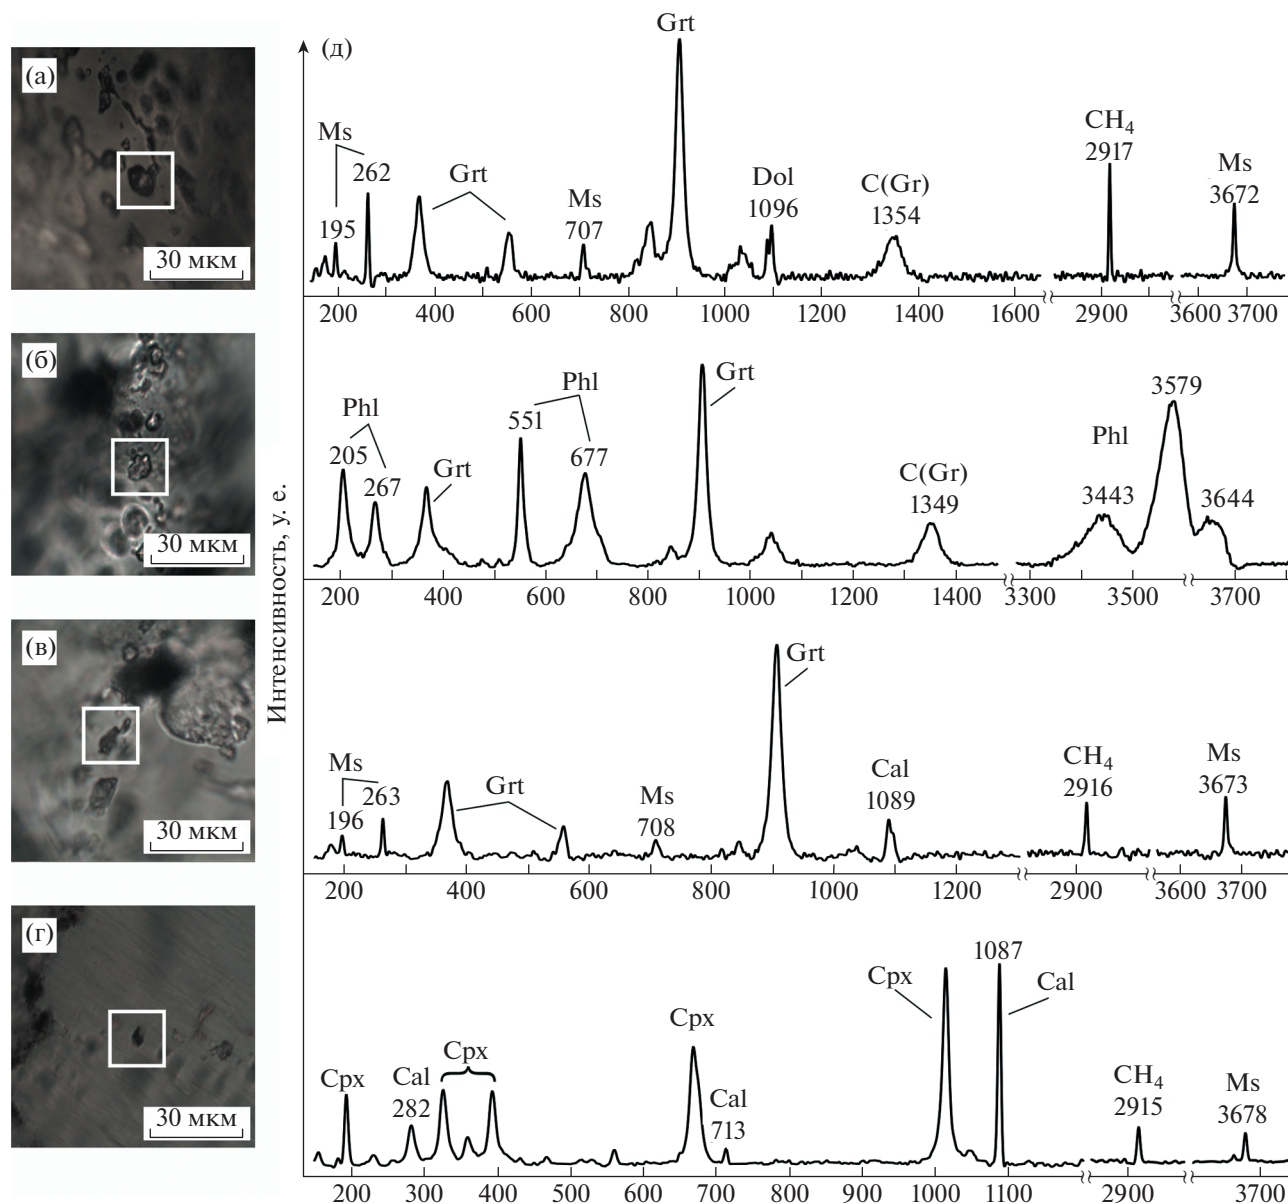 (а)
30 мкм
(б)
30 мкм
(в)
30 мкм
(г)
30 мкм
Интенсивность, у. е.
(д)
Grt
Ms
262
195
Grt
Ms
707
Dol
1096
C(Gr)
1354
CH4
2917
Ms
3672
200 400 600 800 1000 1200 1400 1600 2900 3600 3700
Phl
205
267
Grt
Phl
551
677
Grt
C(Gr)
1349
Phl
3443
3579
3644
200 400 600 800 1000 1200 1400 3300 3500 3700
Ms
196
263
Grt
Ms
708
Grt
Cal
1089
CH4
2916
Ms
3673
200 400 600 800 1000 1200 2900 3600 3700
Cpx
Cal
282
Cpx
Cpx
Cal
713
Cpx
1087
Cal
CH4
2915
Ms
3678
200 300 400 500 600 700 800 900 1000 1100 2900 3700